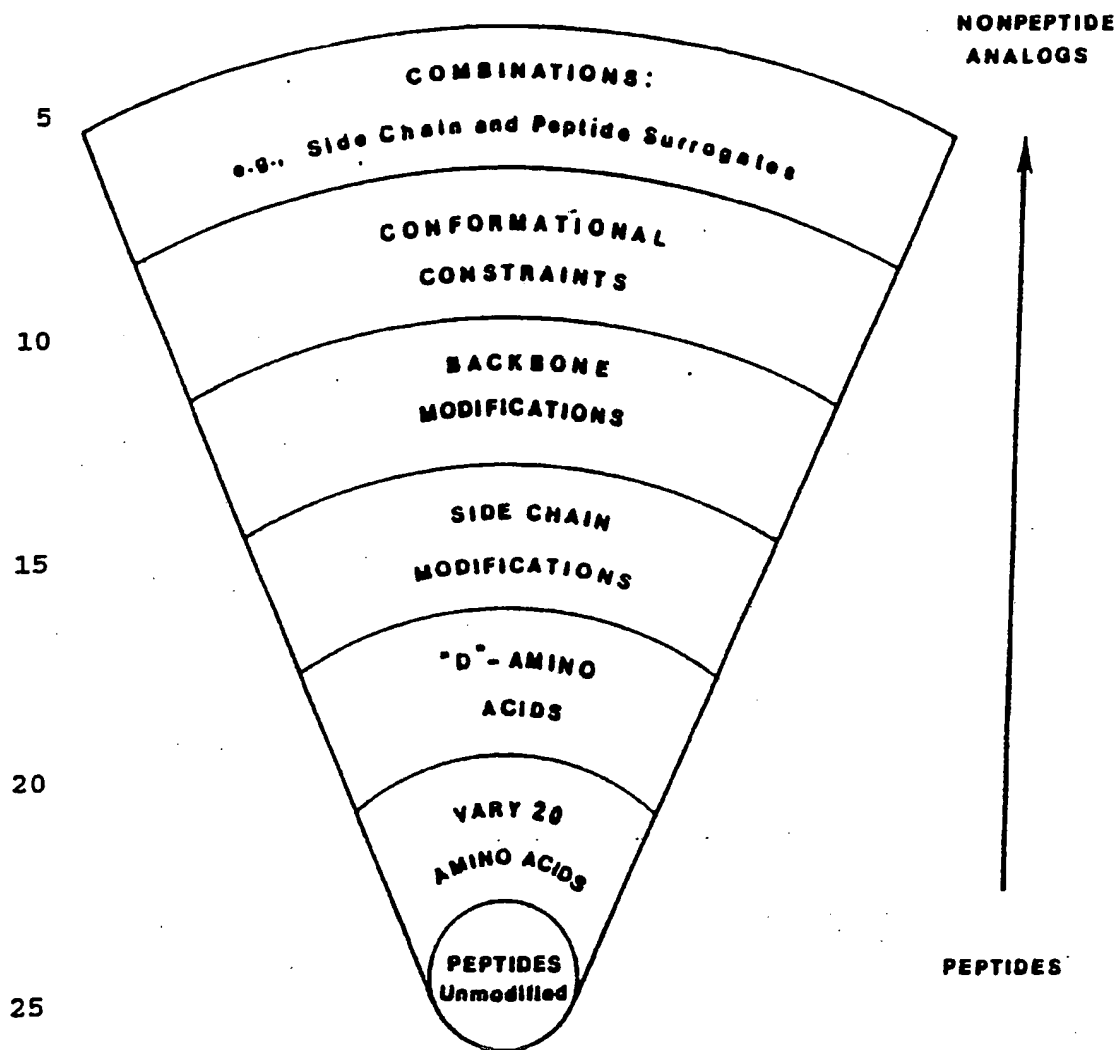 NONPEPTIDE
ANALOGS
COMBINATIONS:
5
e.g., Side Chain and Peptide Surrogates
CONFORMATIONAL
CONSTRAINTS
10
BACKBONE
MODIFICATIONS
SIDE CHAIN
15
MODIFICATIONS
"D"-AMINO
ACIDS
20
VARY 20
AMINO ACIDS
PEPTIDES
Unmodified
PEPTIDES
25